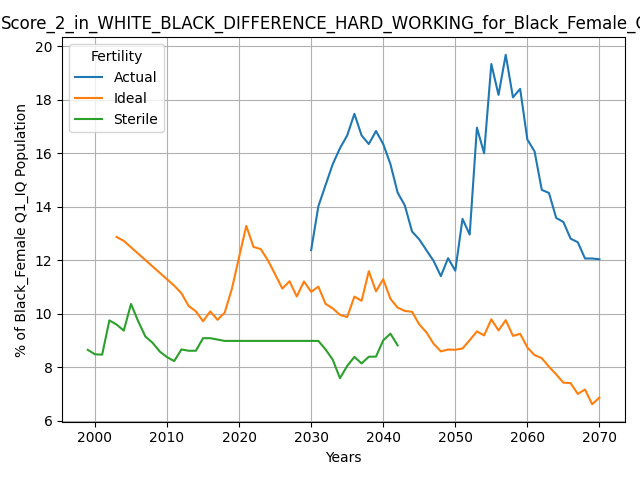 Score_2_in_WHITE_BLACK_DIFFERENCE_HARD_WORKING_for_Black_Female_
Fertility
Actual
Ideal
Sterile
% of Black_Female Q1_IQ Population
20
18
16
14
12
10
8
6
2000 2010 2020 2030 2040 2050 2060 2070
Years